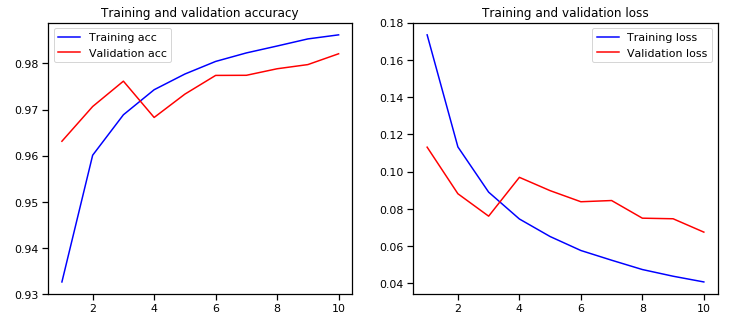 Training and validation accuracy
Training acc
Validation acc
0.98
0.97
0.96
0.95
0.94
0.93
2 4 6 8 10
Training and validation loss
Training loss
Validation loss
0.18
0.16
0.14
0.12
0.10
0.08
0.06
0.04
2 4 6 8 10